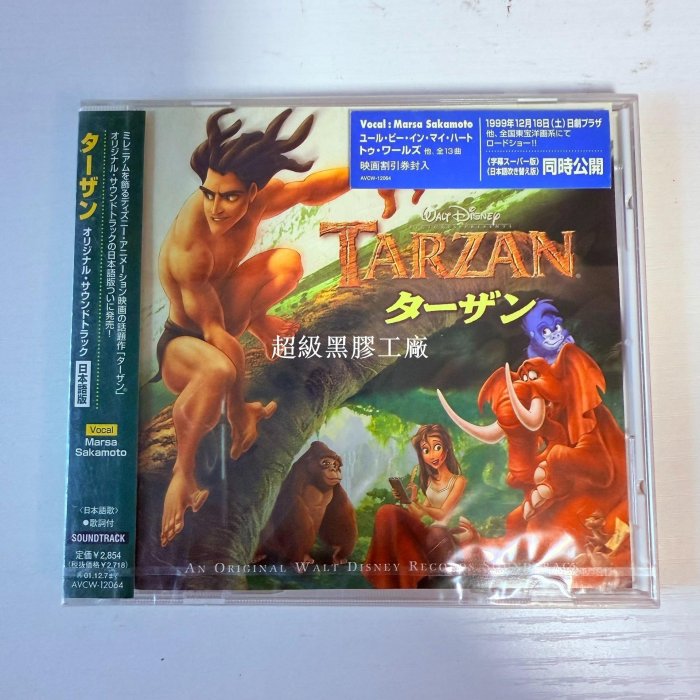 ターザン
オリジナル・サウンドトラック
日本語版
ミレニアムを飾るディズニー・アニメーション映画の話題作「ターザン」
オリジナル・サウンドトラックの日本語版ついに発売！
Vocal
Marsa
Sakamoto
〈日本語歌〉
●歌詞付
SOUNDTRACK
定価￥2,854
(税抜価格￥2,718)
再01.12.7まで
AVCW-12064
Vocal : Marsa Sakamoto
ユール・ビー・イン・マイ・ハート
トゥ・ワールズ 他、全13曲
映画割引券封入
AVCW-12064
1999年12月18日(土)日劇プラザ
他、全国東宝洋画系にて
ロードショー!!
(字幕スーパー版)
(日本語吹き替え版)
同時公開
WALT DISNEY
TARZAN
ターザン
超級黑膠工廠
AN ORIGINAL WALT DISNEY RECORDS SOUNDTRACK